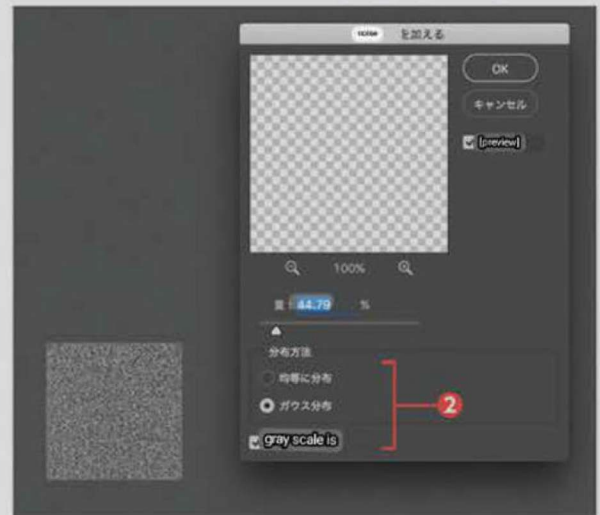 noise を加える
OK
キャンセル
[preview]
100%
量: 44.79 %
分布方法
均等に分布
ガウス分布
2
gray scale is